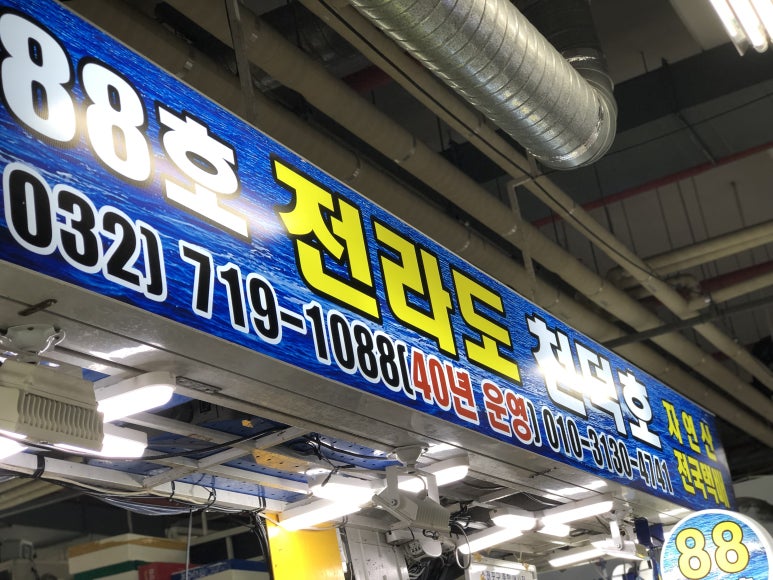 88호 전라도 천덕호 자연산
032) 719-1088(40년 운영) 010-3130-4741 전국택배
88